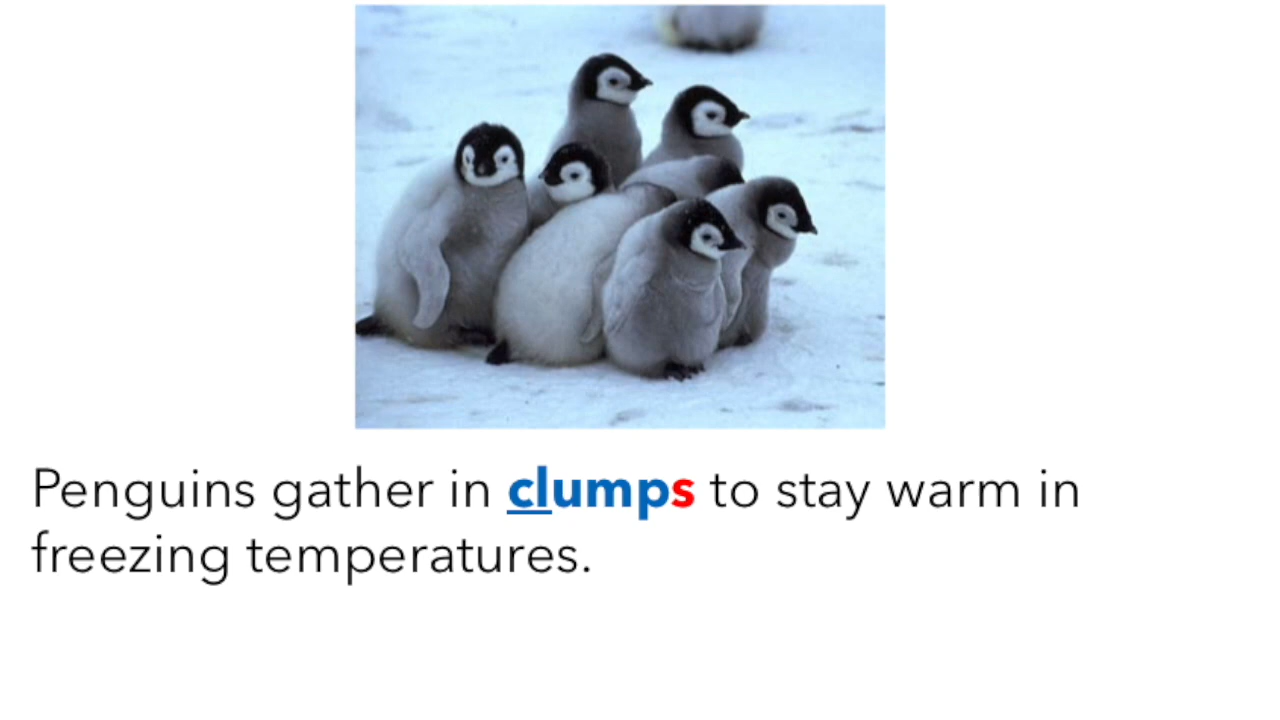 Penguins gather in clumps to stay warm in
freezing temperatures.